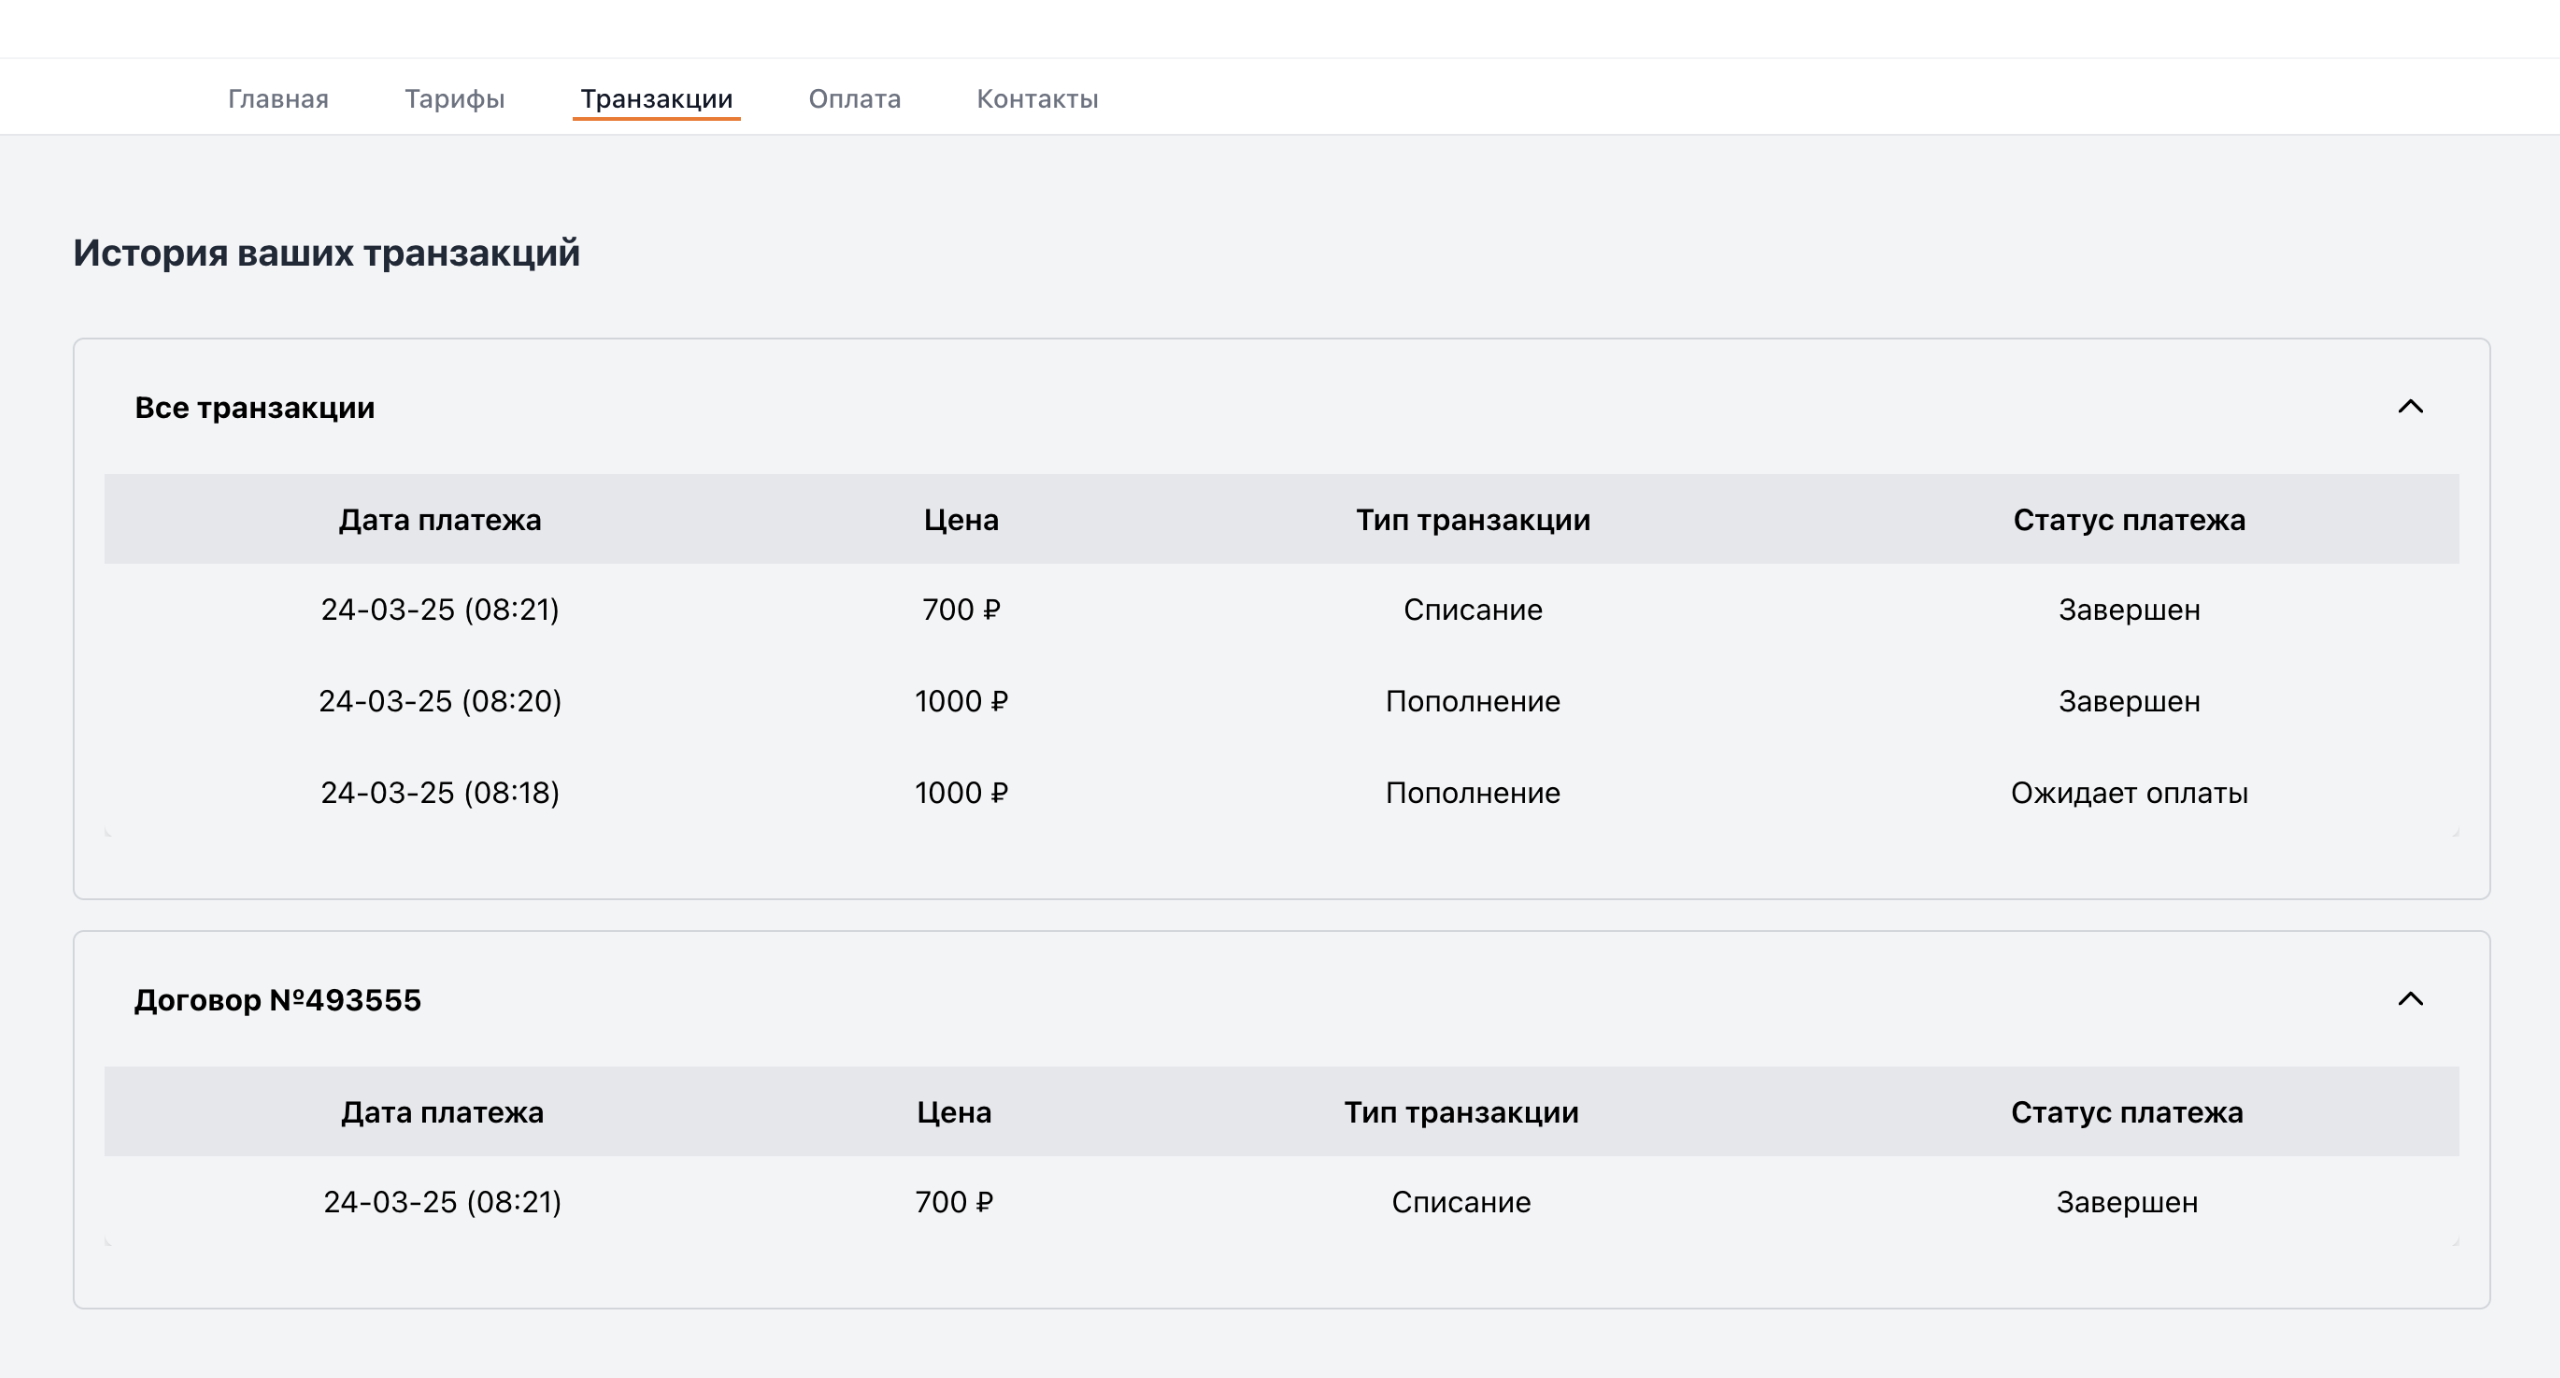 Главная Тарифы Транзакции Оплата Контакты
История ваших транзакций
Все транзакции
Дата платежа Цена Тип транзакции Статус платежа
24-03-25 (08:21) 700 ₽ Списание Завершен
24-03-25 (08:20) 1000 ₽ Пополнение Завершен
24-03-25 (08:18) 1000 ₽ Пополнение Ожидает оплаты
Договор №493555
Дата платежа Цена Тип транзакции Статус платежа
24-03-25 (08:21) 700 ₽ Списание Завершен